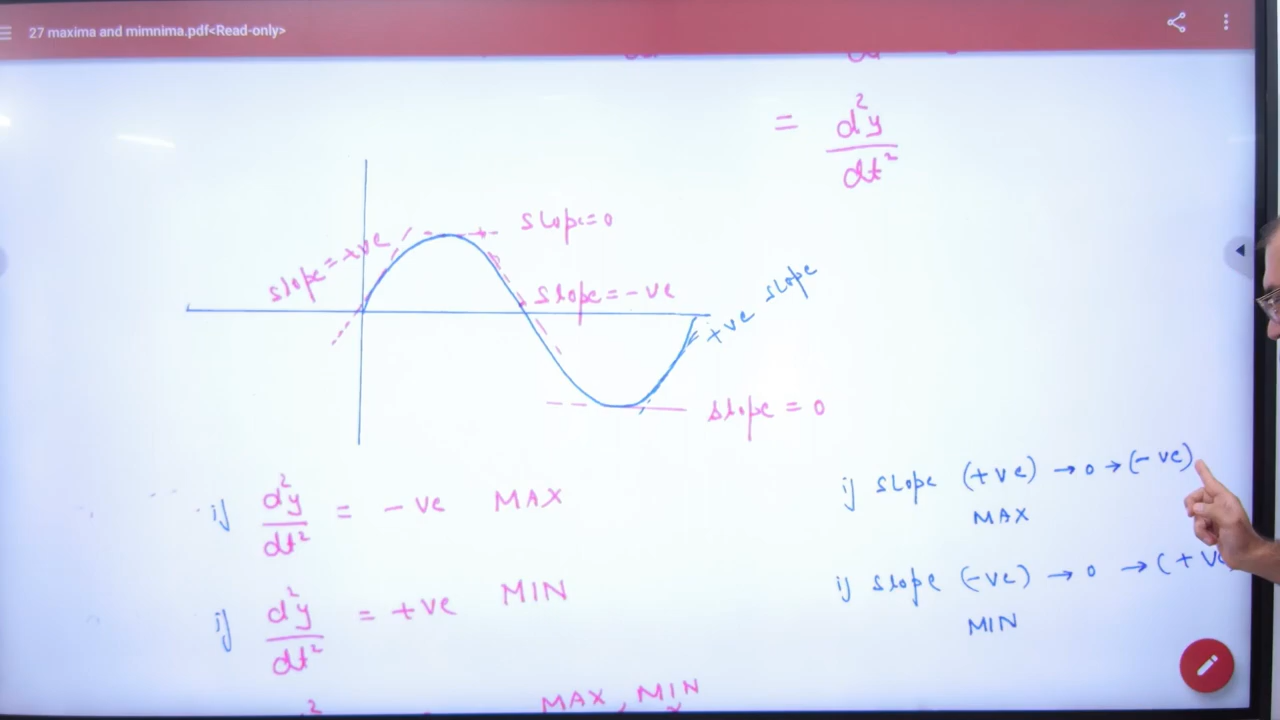 27 maxima and mimnima.pdf<Read-only>
= d²y/dt²
slope = 0
slope = +ve
slope = -ve
+ve slope
slope = 0
if d²y/dt² = - ve MAX
if slope (+ve) → 0 → (- ve)
MAX
if d²y/dt² = +ve MIN
if slope (-ve) → 0 → (+ ve
MIN
2
MAX, MIN